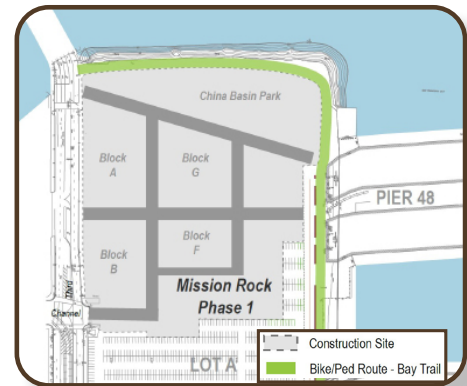 China Basin Park
Block
A
Block
G
PIER 48
Block
B
Block
F
Mission Rock
Phase 1
Third
Channel
LOT A
Construction Site
Bike/Ped Route - Bay Trail